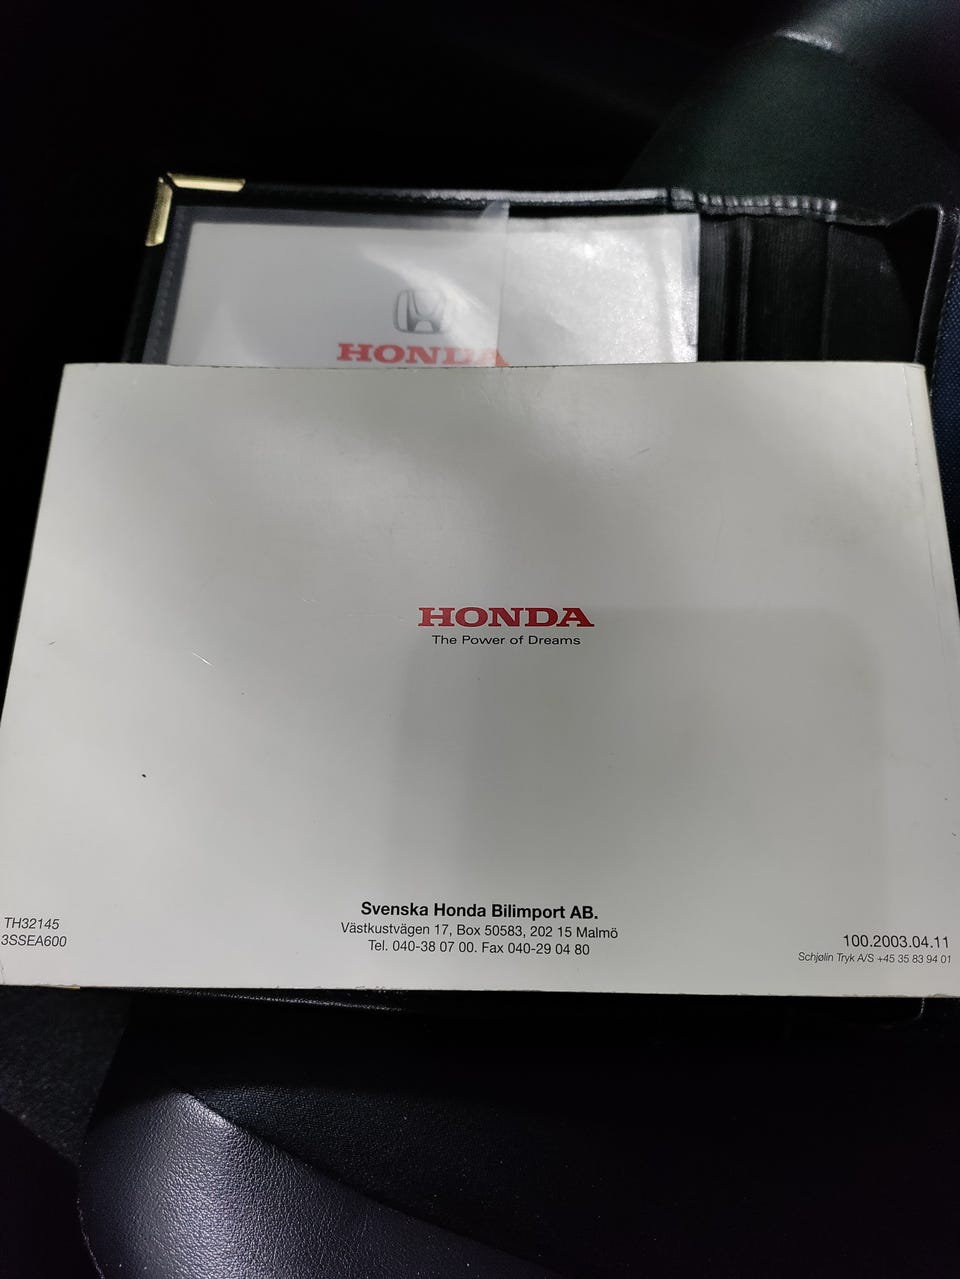 HONDA
HONDA
The Power of Dreams
Svenska Honda Bilimport AB.
Västkustvägen 17, Box 50583, 202 15 Malmö
Tel. 040-38 07 00. Fax 040-29 04 80
TH32145
3SSEA600
100.2003.04.11
Schjølin Tryk A/S +45 35 83 94 01